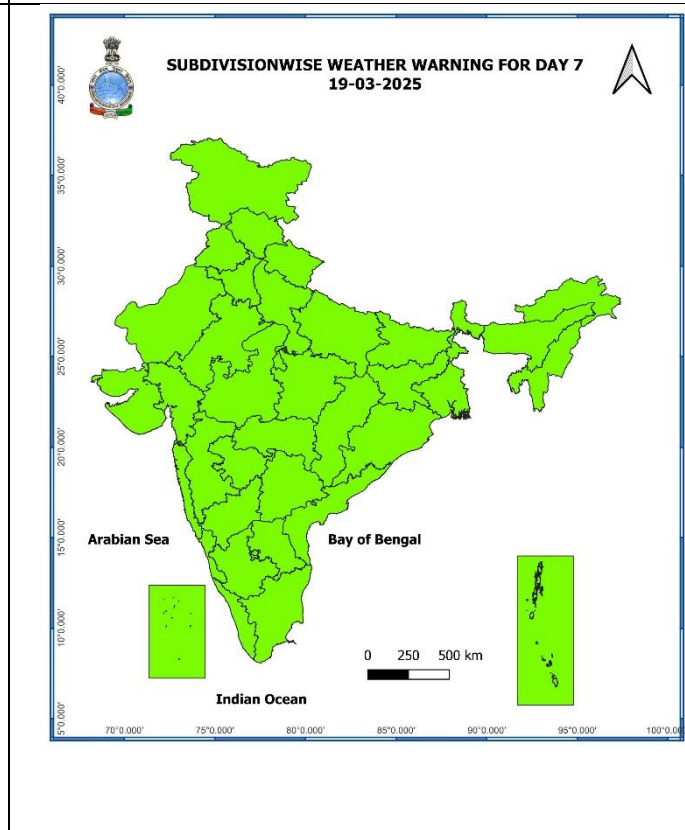 SUBDIVISIONWISE WEATHER WARNING FOR DAY 7
19-03-2025
40°0.000'
35°0.000'
30°0.000'
25°0.000'
20°0.000'
15°0.000'
10°0.000'
5°0.000'
Arabian Sea
Bay of Bengal
0 250 500 km
Indian Ocean
70°0.000' 75°0.000' 80°0.000' 85°0.000' 90°0.000' 95°0.000' 100°0.000'